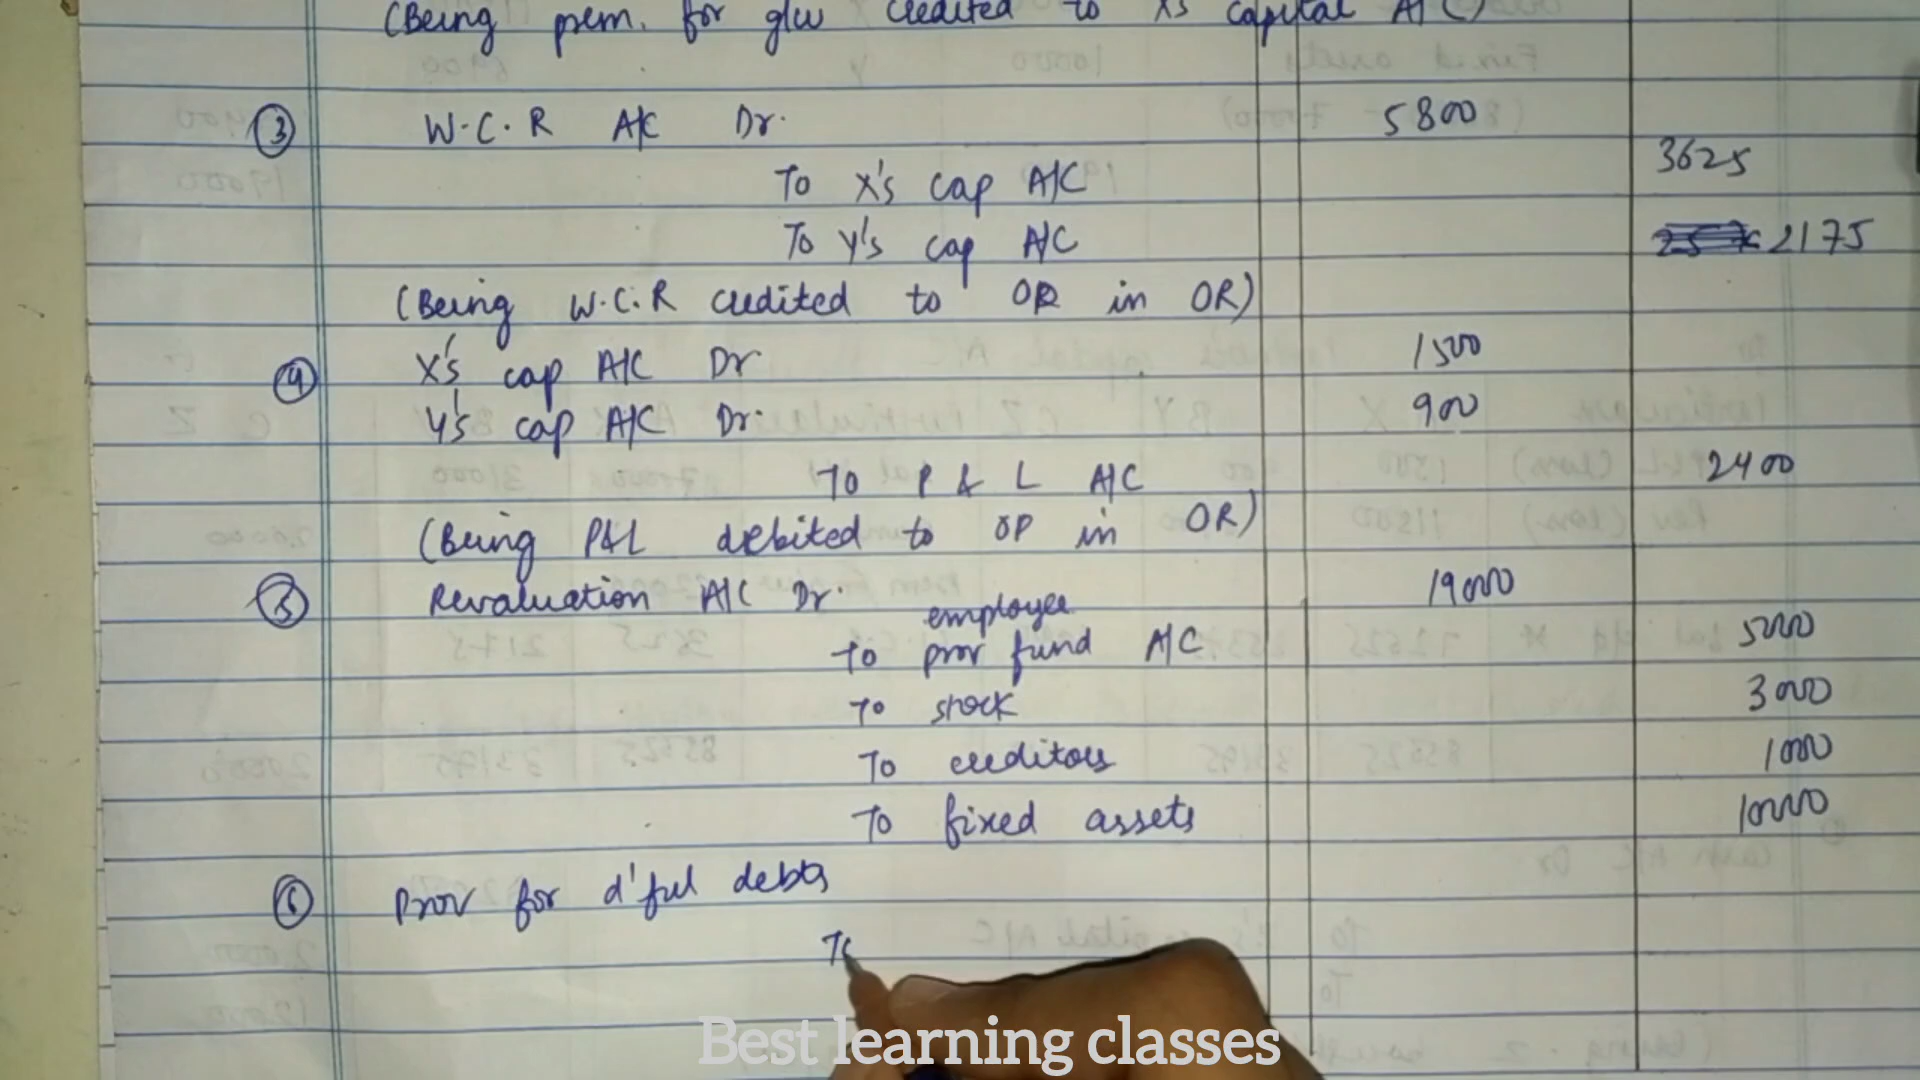 (Being prem. for g/w credited to X's capital A/C)
③ W.C.R A/C Dr. 5800
To X's cap A/C 3625
To Y's cap A/C 2175
(Being W.C.R credited to OP in OR)
④ X's cap A/C Dr 1500
Y's cap A/C Dr. 900
To P & L A/C 2400
(Being P&L debited to OP in OR)
⑤ Revaluation A/C Dr. 19000
employee
To prov fund A/C 5000
To stock 3000
To creditors 1000
To fixed assets 10000
⑥ Prov for d'ful debts
To
Best learning classes